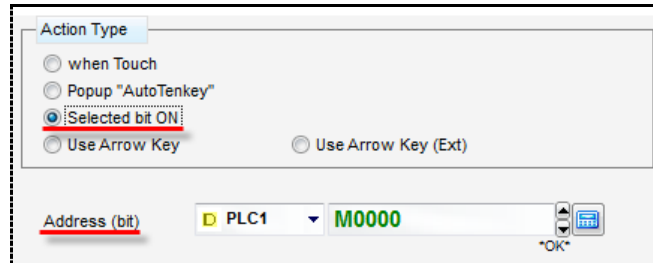 Action Type
when Touch
Popup "AutoTenkey"
Selected bit ON
Use Arrow Key Use Arrow Key (Ext)
Address (bit) D PLC1 M0000
*OK*